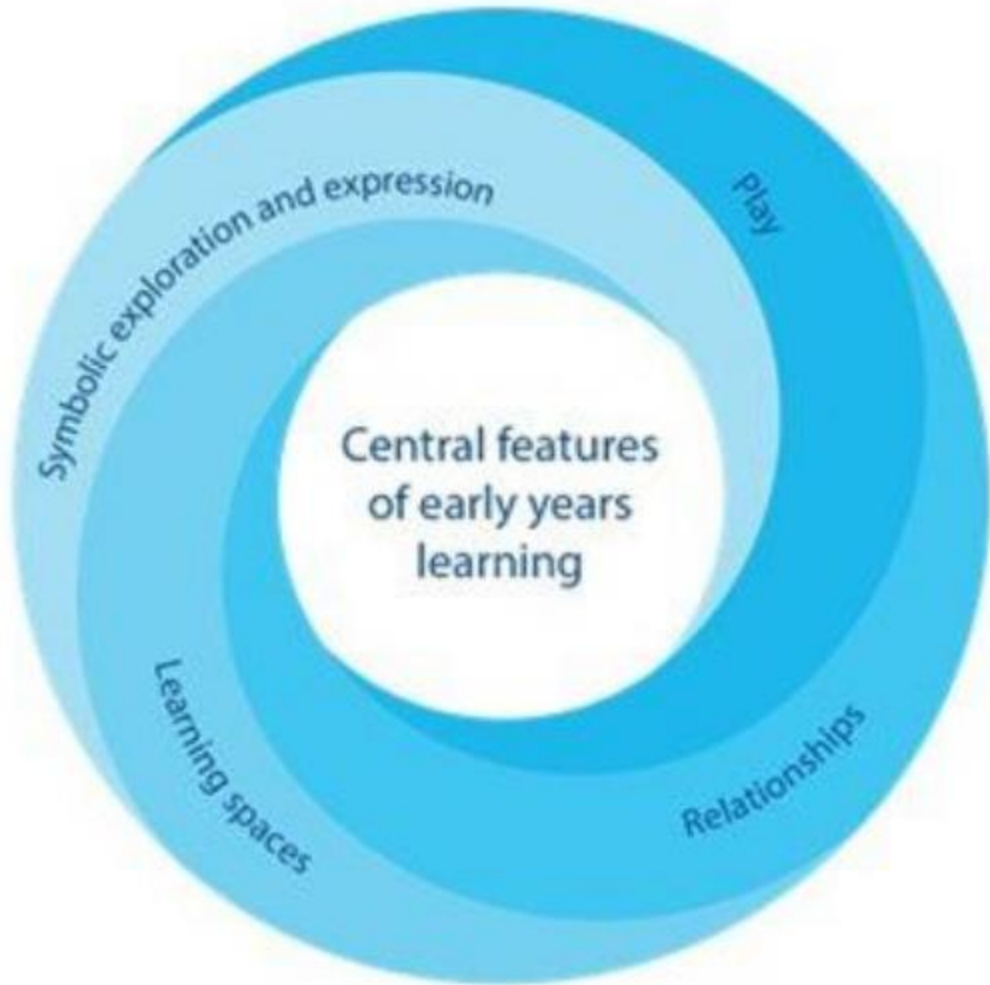 Central features
of early years
learning
Play
Relationships
Learning spaces
Symbolic exploration and expression